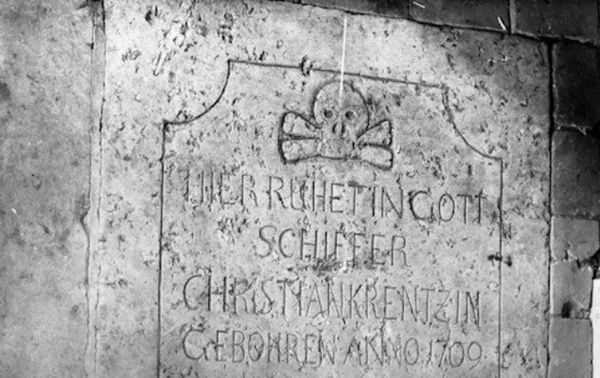 HIER RUHET IN GOTT
SCHIFFER
CHRISTIAN KRENTZIN
GEBOHREN ANNO 1709